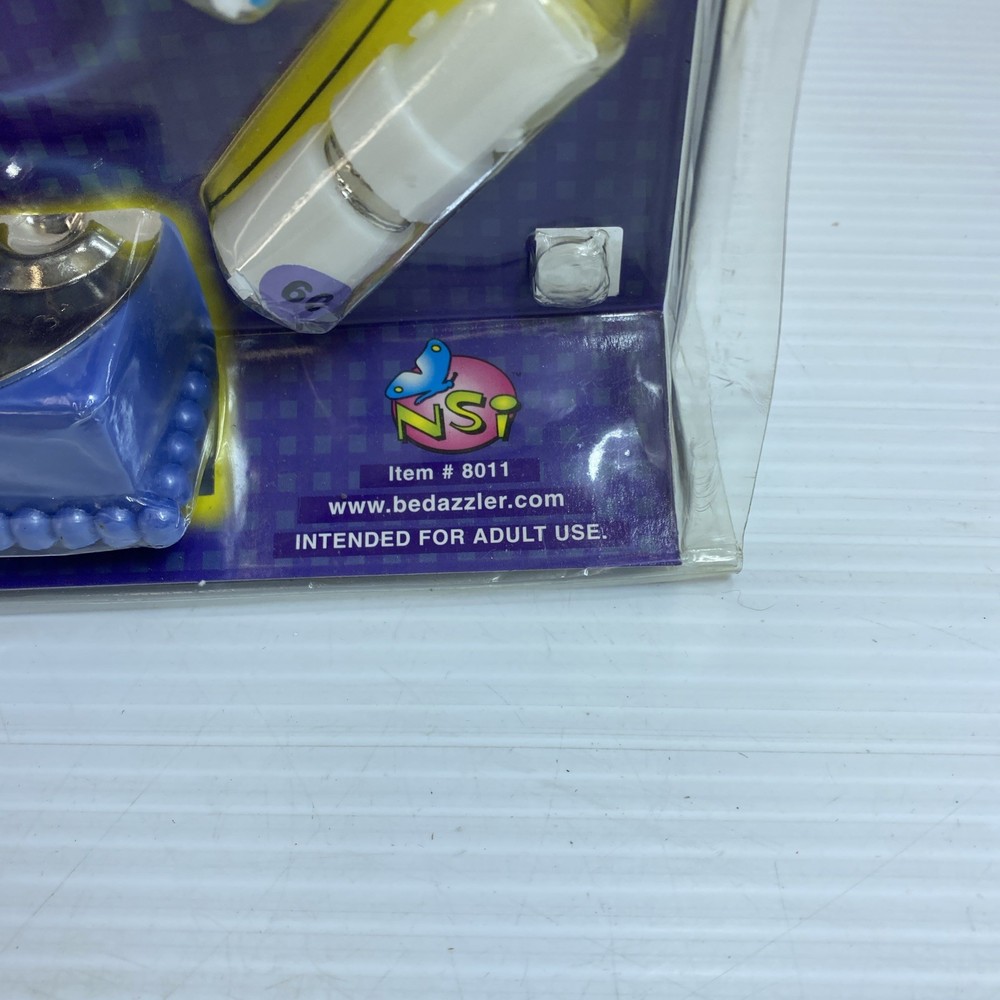 NSi
Item # 8011
www.bedazzler.com
INTENDED FOR ADULT USE.